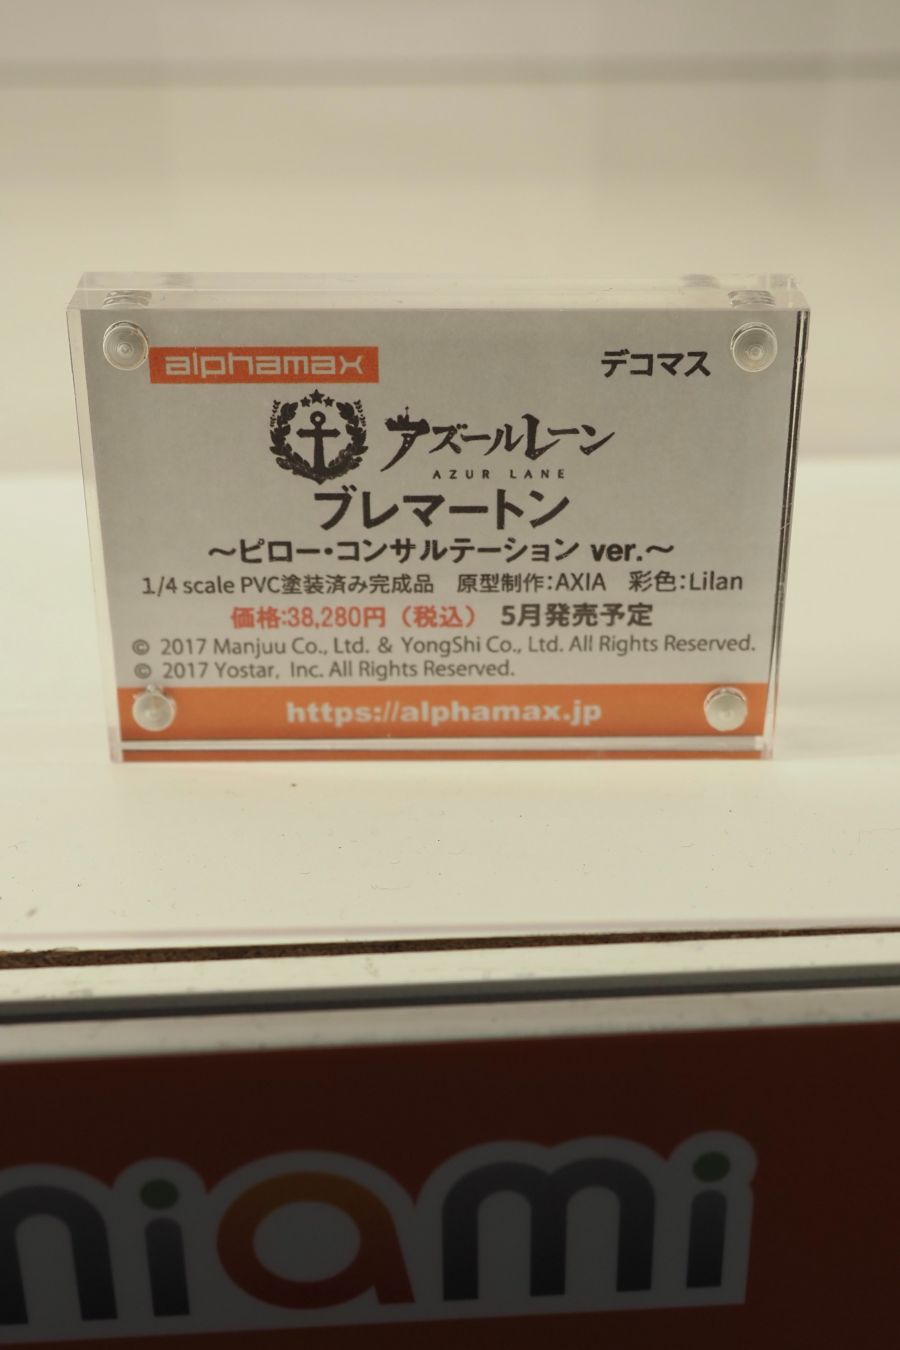 alphamax
デコマス
アズールレーン
AZUR LANE
ブレマートン
～ピロー・コンサルテーション ver.～
1/4 scale PVC塗装済み完成品 原型制作：AXIA 彩色：Lilan
価格:38,280円（税込） 5月発売予定
© 2017 Manjuu Co., Ltd. & YongShi Co., Ltd. All Rights Reserved.
© 2017 Yostar, Inc. All Rights Reserved.
https://alphamax.jp
niami